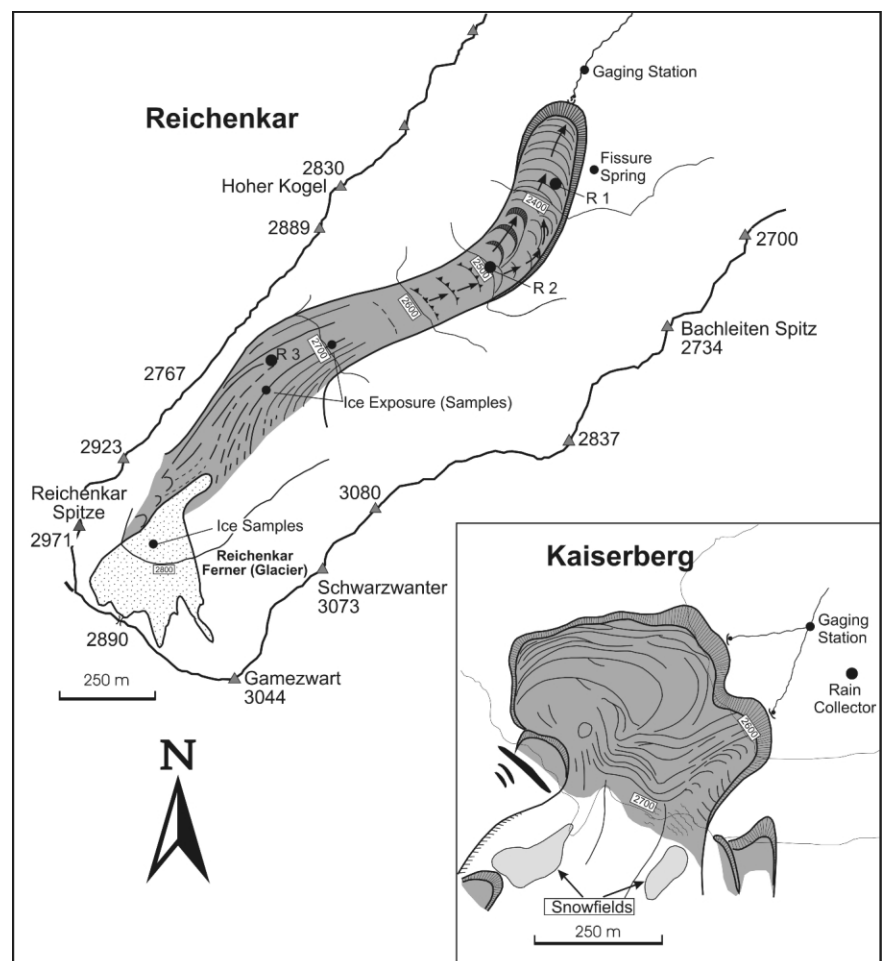 Reichenkar
Gaging Station
Fissure
Spring
2830
Hoher Kogel
2889
R 1
2400
2700
2500
R 2
2600
Bachleiten Spitz
2734
2700
R 3
2767
Ice Exposure (Samples)
2837
2923
3080
Reichenkar
Spitze
2971
Ice Samples
Reichenkar
Ferner (Glacier)
2800
Schwarzwanter
3073
2890
250 m
Gamezwart
3044
N
Kaiserberg
Gaging
Station
Rain
Collector
2600
2700
Snowfields
250 m